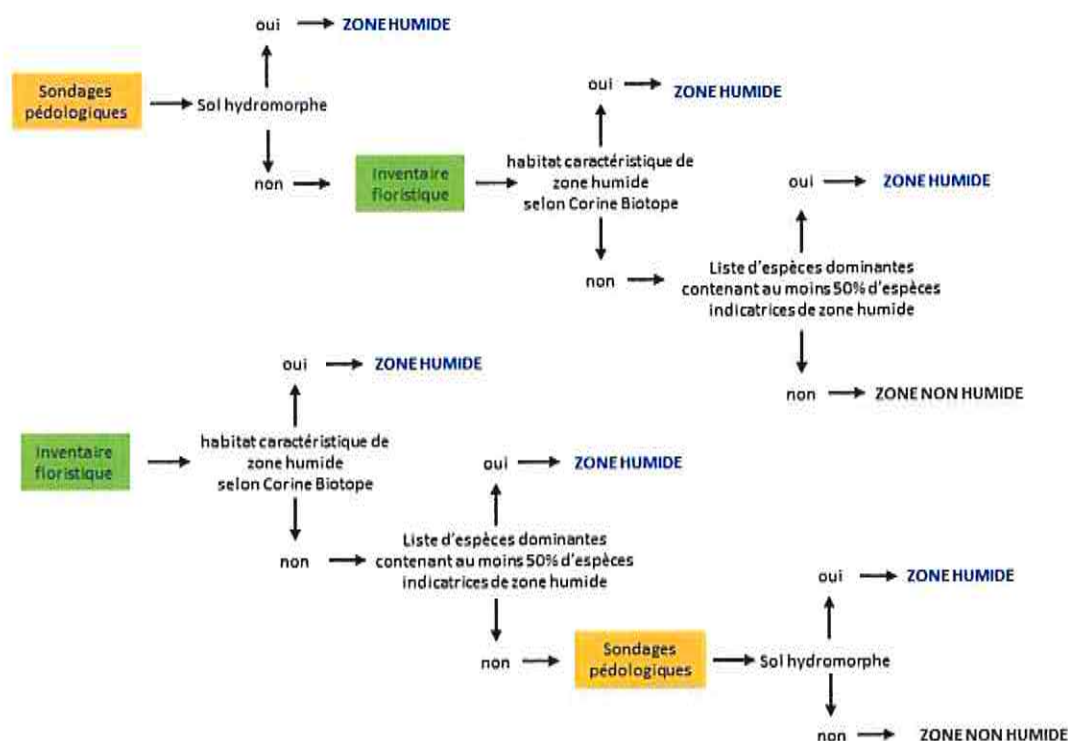 oui
ZONE HUMIDE
Sondages
pédologiques
Sol hydromorphe
non
Inventaire
floristique
oui
ZONE HUMIDE
habitat caractéristique de
zone humide
selon Corine Biotope
non
oui
ZONE HUMIDE
Liste d'espèces dominantes
contenant au moins 50% d'espèces
indicatrices de zone humide
non
ZONE NON HUMIDE
oui
ZONE HUMIDE
Inventaire
floristique
habitat caractéristique de
zone humide
selon Corine Biotope
non
oui
ZONE HUMIDE
Liste d'espèces dominantes
contenant au moins 50% d'espèces
indicatrices de zone humide
non
Sondages
pédologiques
oui
ZONE HUMIDE
Sol hydromorphe
non
ZONE NON HUMIDE